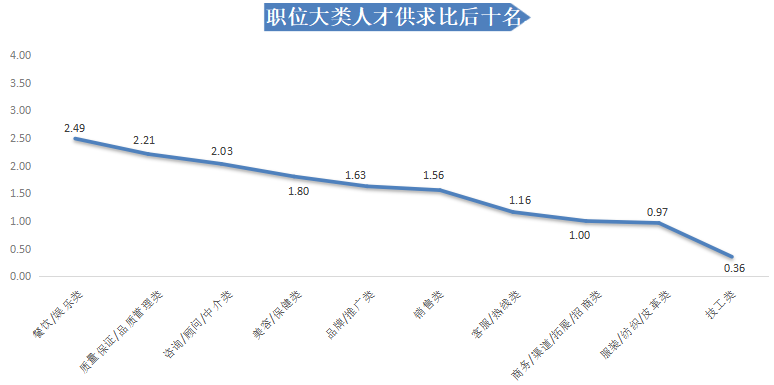 职位大类人才供求比后十名
4.00
3.50
3.00
2.50
2.00
1.50
1.00
0.50
0.00
2.49
2.21
2.03
1.80
1.63
1.56
1.16
1.00
0.97
0.36
餐饮/娱乐类
质量保证/品质管理类
咨询/顾问/中介类
美容/保健类
品牌/推广类
销售类
客服/热线类
商务/渠道/拓展/招商类
服装/纺织/皮革类
技工类